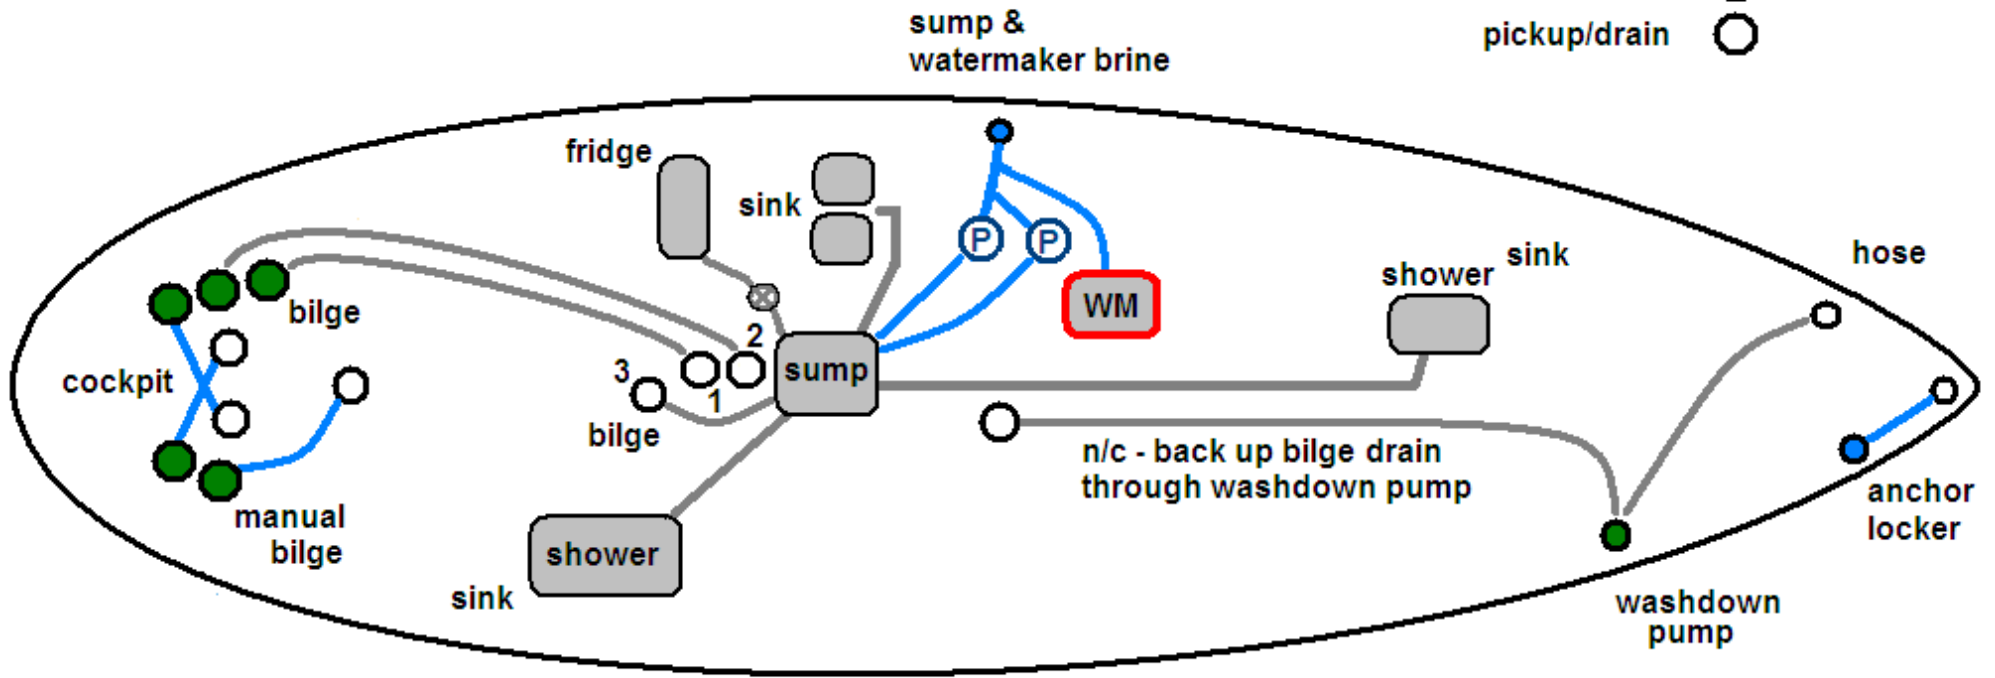 sump &
watermaker brine
pickup/drain
fridge
sink
P
P
sink
shower
hose
WM
bilge
2
sump
cockpit
3
1
bilge
n/c - back up bilge drain
through washdown pump
anchor
locker
manual
bilge
shower
sink
washdown
pump